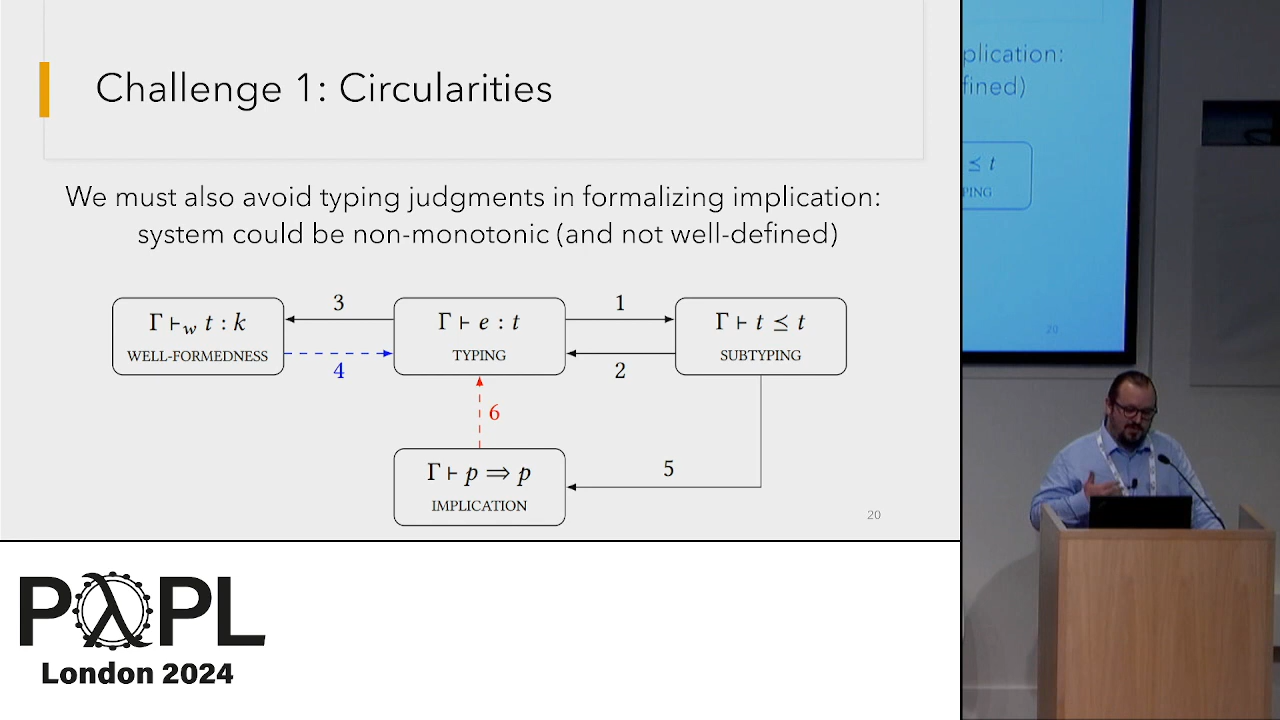 Challenge 1: Circularities
We must also avoid typing judgments in formalizing implication:
system could be non-monotonic (and not well-defined)
3
1
Γ ⊢w t : k
Γ ⊢ e : t
Γ ⊢ t ⪯ t
WELL-FORMEDNESS
TYPING
SUBTYPING
4
2
6
Γ ⊢ p ⇒ p
5
IMPLICATION
20
PλPL
London 2024
plication:
fined)
⪯ t
PING
20